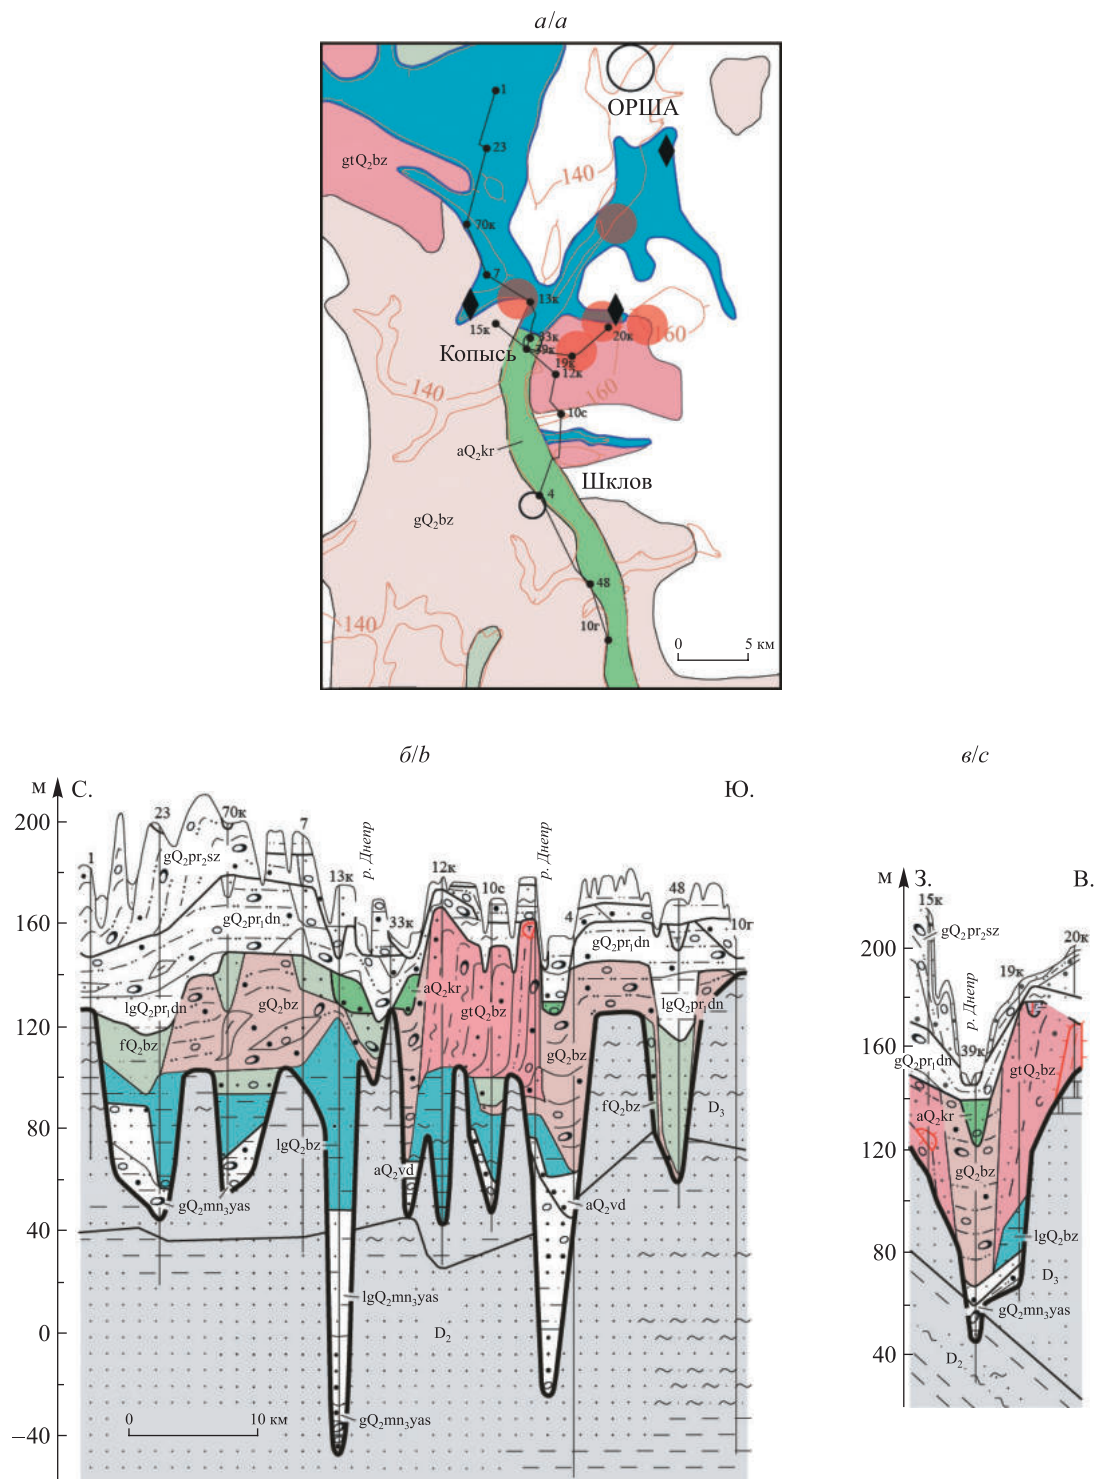 а/a
1
ОРША
23
gtQ₂bz
140
70к
7
13к
15к
33к
39к
20к
160
Копысь
19к
12к
140
160
10с
aQ₂kr
Шклов
4
gQ₂bz
48
140
10г
0 5 км
б/b
в/c
м С. Ю.
200
160
120
80
40
0
−40
1
23
70к
7
13к
р. Днепр
33к
12к
10с
р. Днепр
4
48
10г
gQ₂pr₂sz
gQ₂pr₁dn
gQ₂pr₁dn
lgQ₂pr₁dn
gQ₂bz
aQ₂kr
gtQ₂bz
lgQ₂pr₁dn
fQ₂bz
gQ₂bz
fQ₂bz
D₃
lgQ₂bz
aQ₂vd
aQ₂vd
gQ₂mn₃yas
lgQ₂mn₃yas
D₂
gQ₂mn₃yas
0 10 км
м З. В.
200
160
120
80
40
15к
gQ₂pr₂sz
20к
19к
р. Днепр
39к
gQ₂pr₁dn
gtQ₂bz
aQ₂kr
gQ₂bz
lgQ₂bz
D₃
gQ₂mn₃yas
D₂